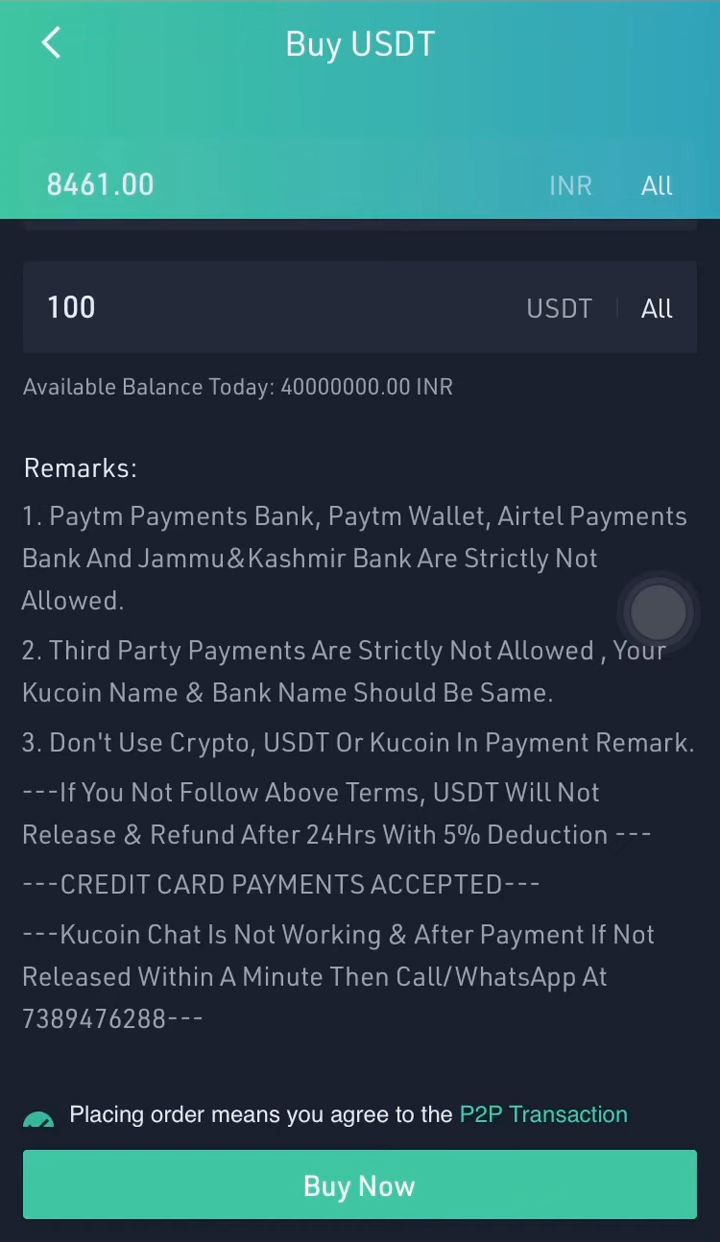 Buy USDT
8461.00 INR All
100 USDT All
Available Balance Today: 40000000.00 INR
Remarks:
1. Paytm Payments Bank, Paytm Wallet, Airtel Payments
Bank And Jammu&Kashmir Bank Are Strictly Not
Allowed.
2. Third Party Payments Are Strictly Not Allowed , Your
Kucoin Name & Bank Name Should Be Same.
3. Don't Use Crypto, USDT Or Kucoin In Payment Remark.
---If You Not Follow Above Terms, USDT Will Not
Release & Refund After 24Hrs With 5% Deduction ---
---CREDIT CARD PAYMENTS ACCEPTED---
---Kucoin Chat Is Not Working & After Payment If Not
Released Within A Minute Then Call/WhatsApp At
7389476288---
Placing order means you agree to the P2P Transaction
Buy Now